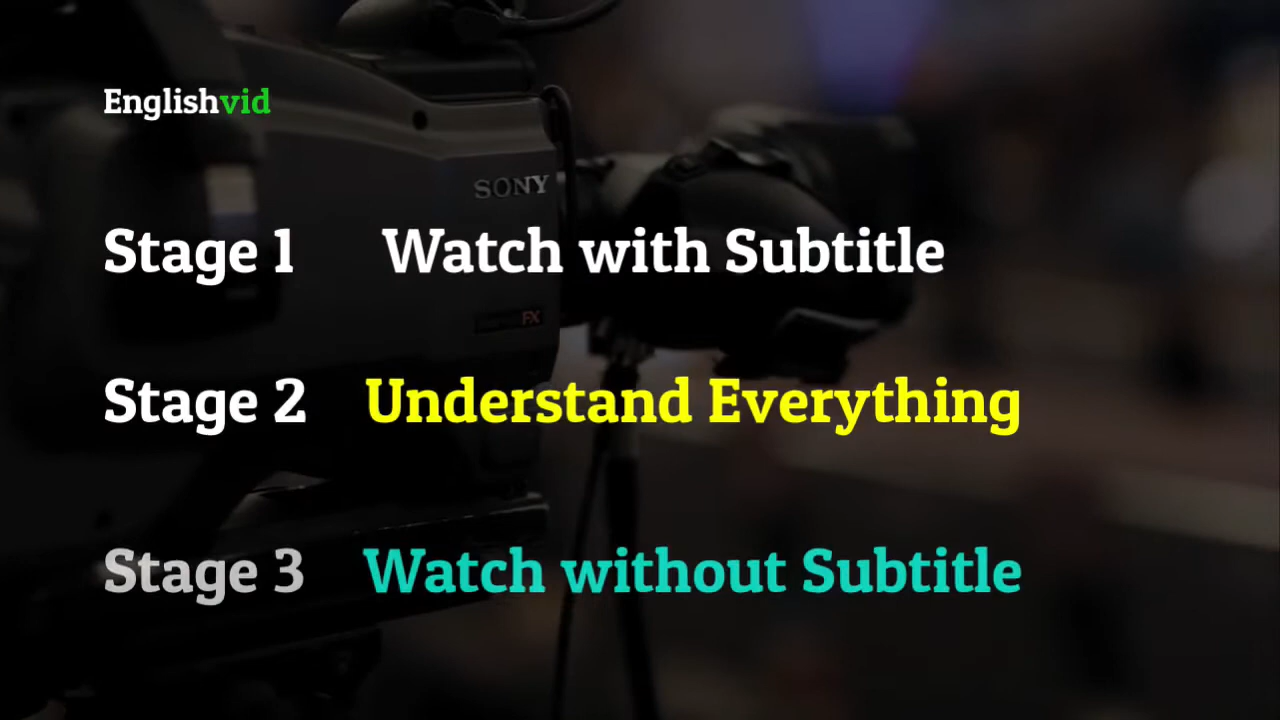 Englishvid
SONY
Stage 1 Watch with Subtitle
FX
Stage 2 Understand Everything
Stage 3 Watch without Subtitle